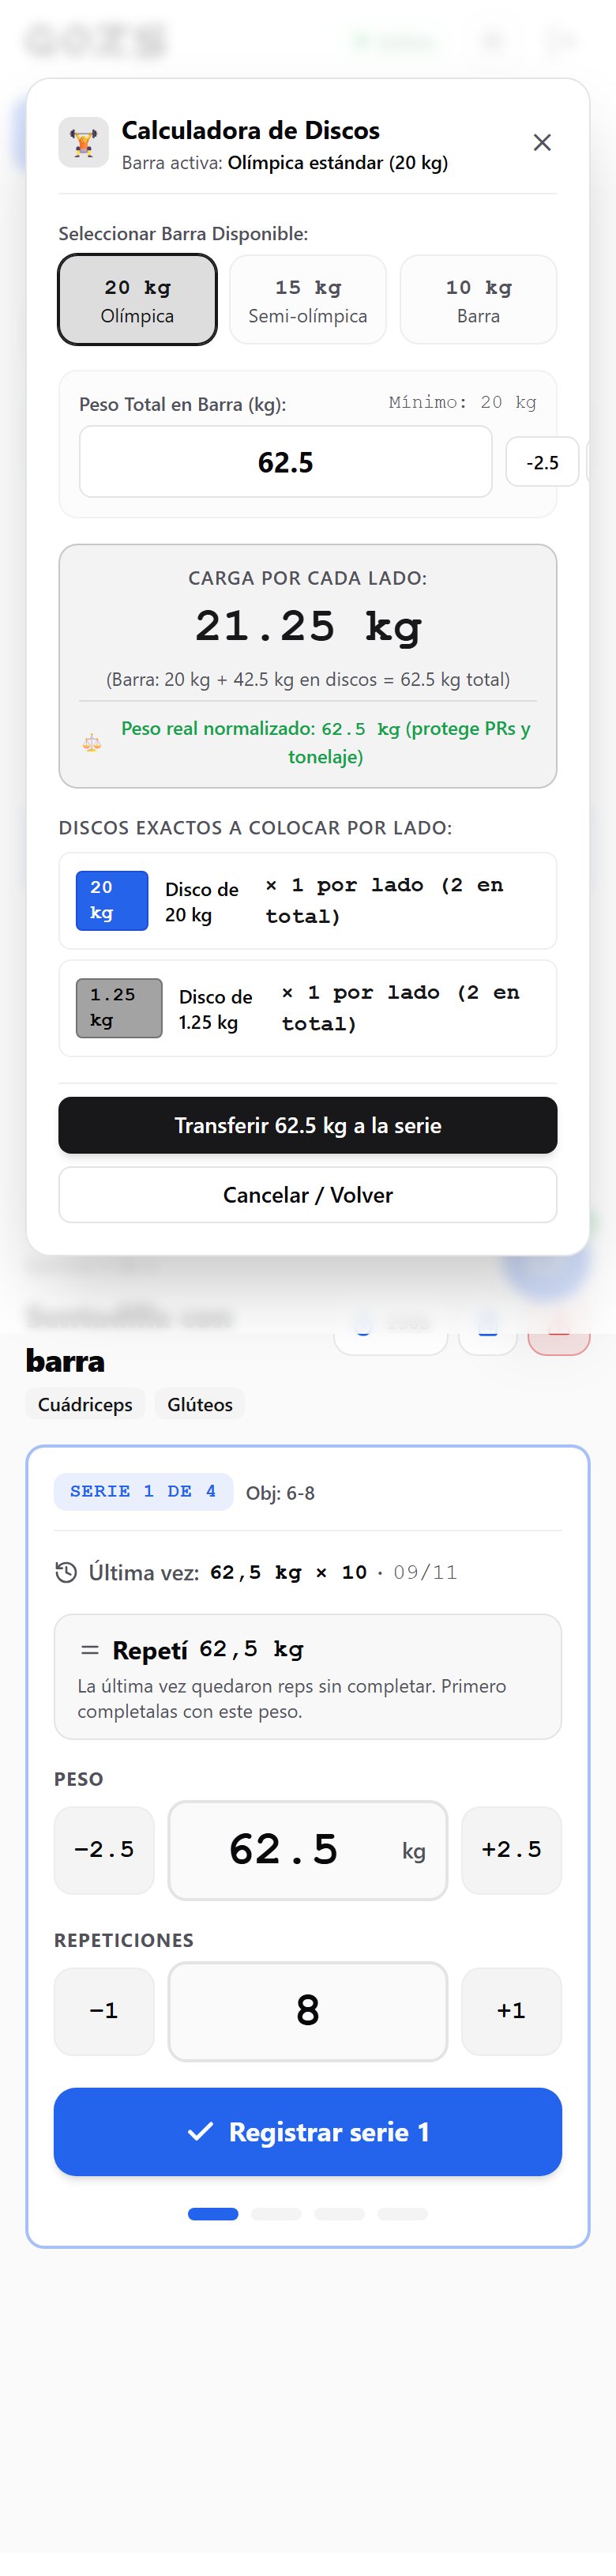 Calculadora de Discos
Barra activa: Olímpica estándar (20 kg)
Seleccionar Barra Disponible:
20 kg
Olímpica
15 kg
Semi-olímpica
10 kg
Barra
Peso Total en Barra (kg):
Mínimo: 20 kg
62.5
-2.5
CARGA POR CADA LADO:
21.25 kg
(Barra: 20 kg + 42.5 kg en discos = 62.5 kg total)
Peso real normalizado: 62.5 kg (protege PRs y
tonelaje)
DISCOS EXACTOS A COLOCAR POR LADO:
20
kg
Disco de
20 kg
× 1 por lado (2 en
total)
1.25
kg
Disco de
1.25 kg
× 1 por lado (2 en
total)
Transferir 62.5 kg a la serie
Cancelar / Volver
barra
Cuádriceps
Glúteos
SERIE 1 DE 4
Obj: 6-8
Última vez: 62,5 kg × 10 · 09/11
= Repetí 62,5 kg
La última vez quedaron reps sin completar. Primero
completalas con este peso.
PESO
−2.5
62.5 kg
+2.5
REPETICIONES
−1
8
+1
Registrar serie 1